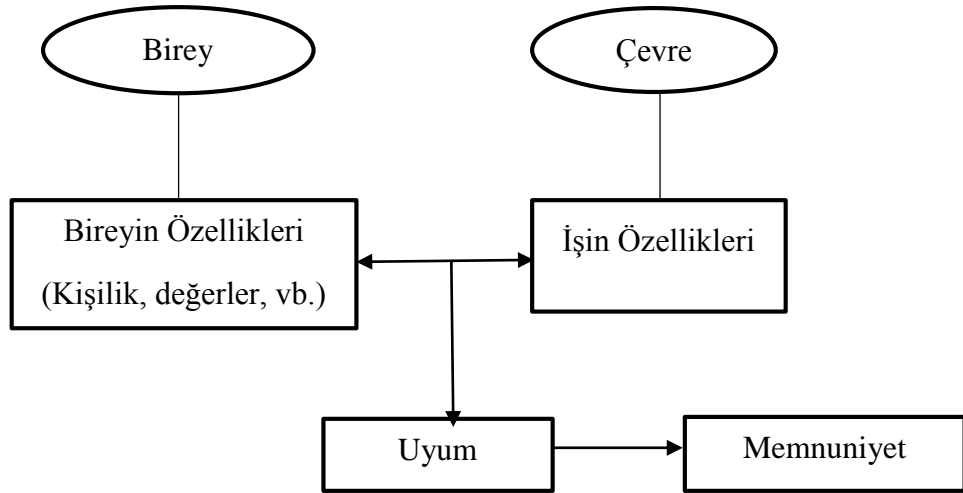 Birey
Çevre
Bireyin Özellikleri
(Kişilik, değerler, vb.)
İşin Özellikleri
Uyum
Memnuniyet